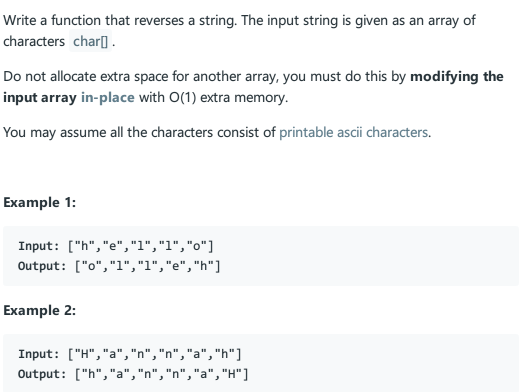 Write a function that reverses a string. The input string is given as an array of
characters char[].
Do not allocate extra space for another array, you must do this by modifying the
input array in-place with O(1) extra memory.
You may assume all the characters consist of printable ascii characters.
Example 1:
Input: ["h","e","l","l","o"]
Output: ["o","l","l","e","h"]
Example 2:
Input: ["H","a","n","n","a","h"]
Output: ["h","a","n","n","a","H"]